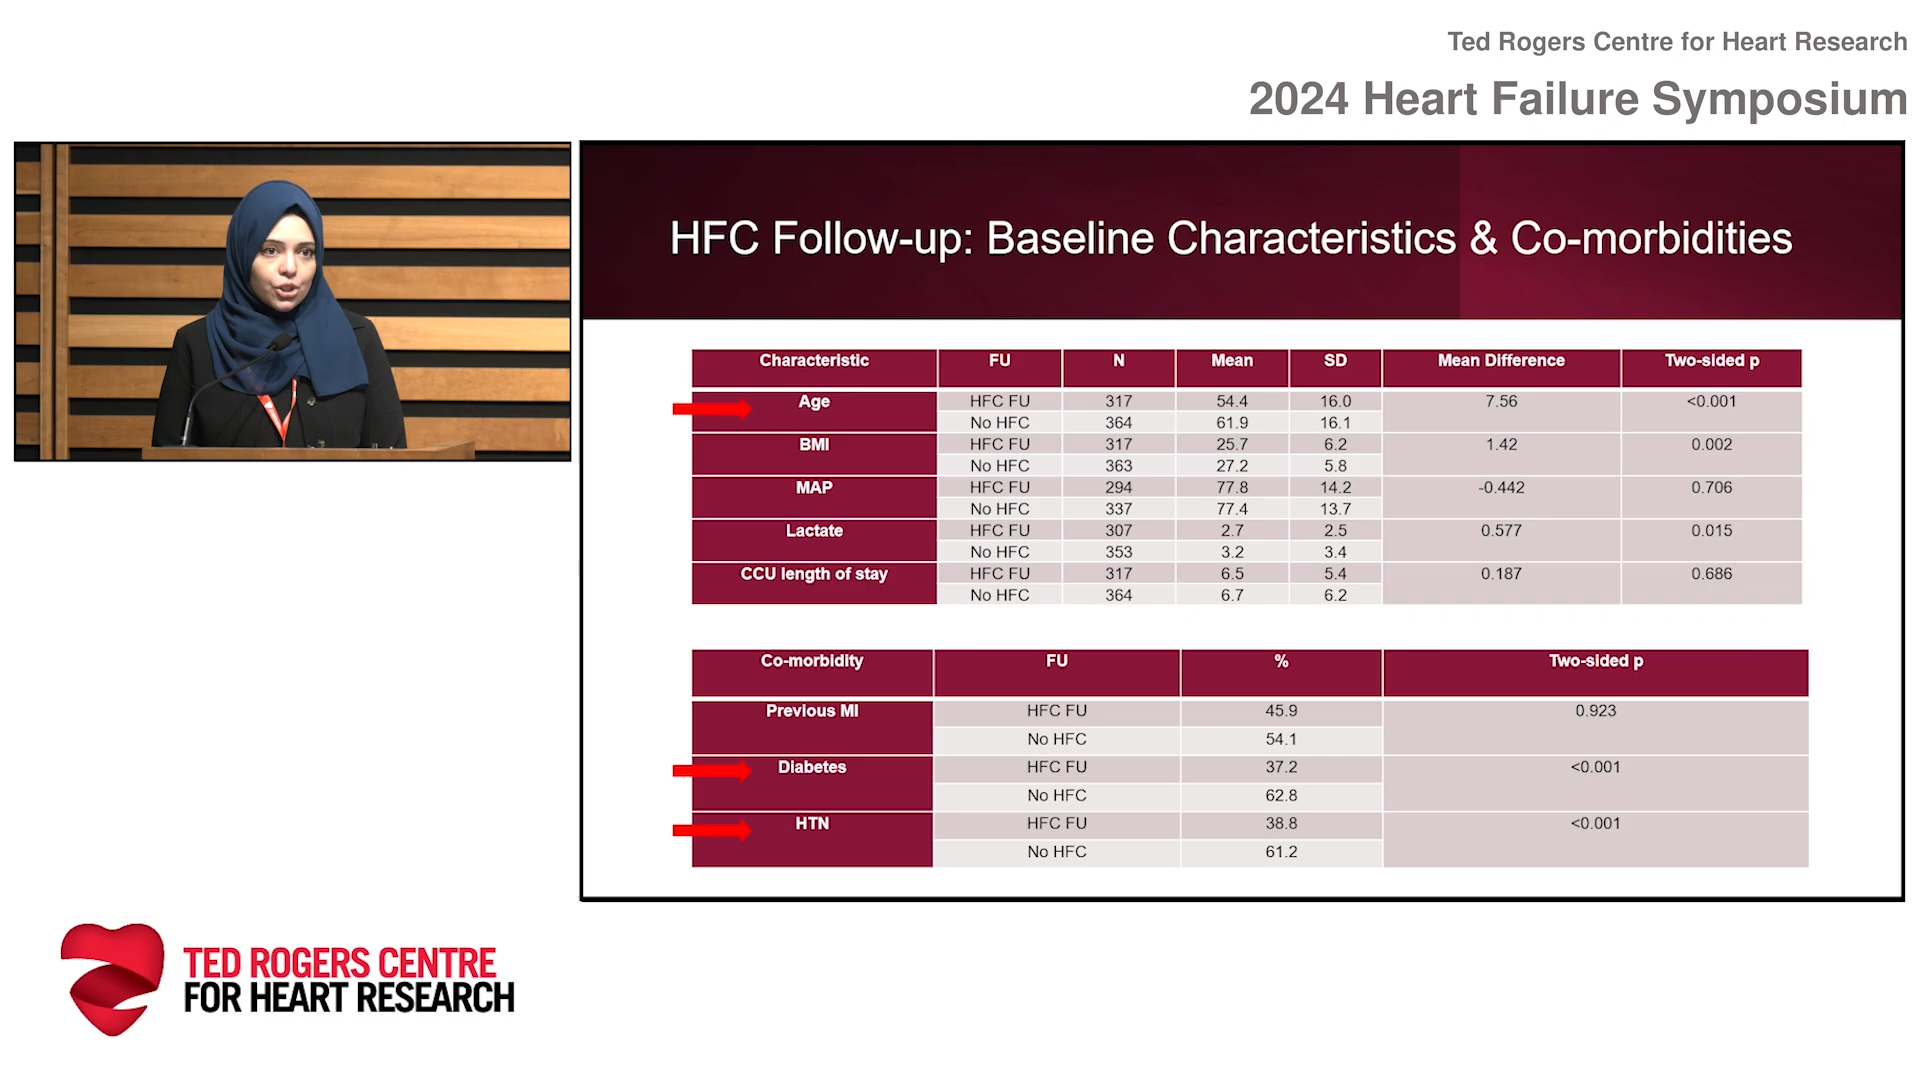 Ted Rogers Centre for Heart Research
2024 Heart Failure Symposium
HFC Follow-up: Baseline Characteristics & Co-morbidities
Characteristic FU N Mean SD Mean Difference Two-sided p
Age HFC FU 317 54.4 16.0 7.56 <0.001
No HFC 364 61.9 16.1
BMI HFC FU 317 25.7 6.2 1.42 0.002
No HFC 363 27.2 5.8
MAP HFC FU 294 77.8 14.2 -0.442 0.706
No HFC 337 77.4 13.7
Lactate HFC FU 307 2.7 2.5 0.577 0.015
No HFC 353 3.2 3.4
CCU length of stay HFC FU 317 6.5 5.4 0.187 0.686
No HFC 364 6.7 6.2
Co-morbidity FU % Two-sided p
Previous MI HFC FU 45.9 0.923
No HFC 54.1
Diabetes HFC FU 37.2 <0.001
No HFC 62.8
HTN HFC FU 38.8 <0.001
No HFC 61.2
TED ROGERS CENTRE
FOR HEART RESEARCH